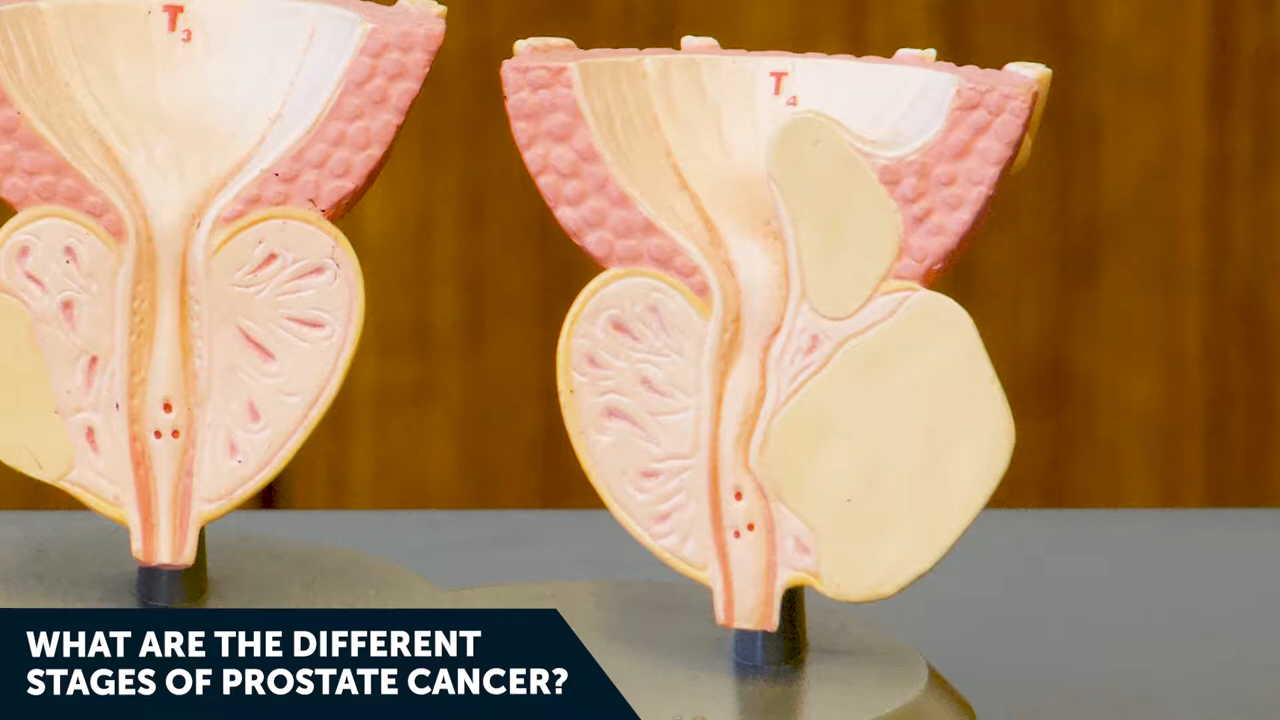 T3
T4
WHAT ARE THE DIFFERENT
STAGES OF PROSTATE CANCER?